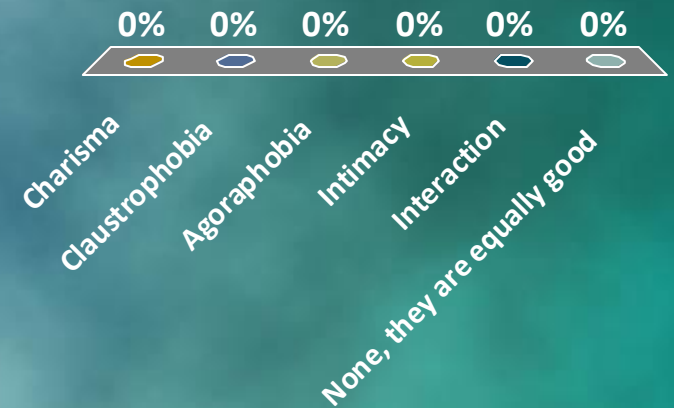 0% 0% 0% 0% 0% 0%
Charisma
Claustrophobia
Agoraphobia
Intimacy
Interaction
None, they are equally good